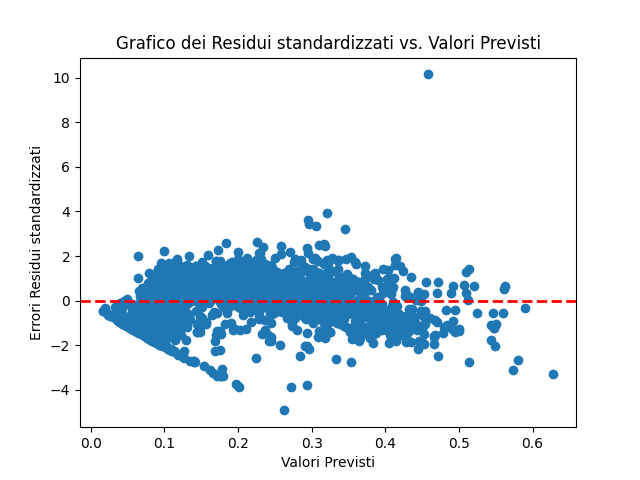 Grafico dei Residui standardizzati vs. Valori Previsti
Errori Residui standardizzati
10
8
6
4
2
0
−2
−4
0.0 0.1 0.2 0.3 0.4 0.5 0.6
Valori Previsti